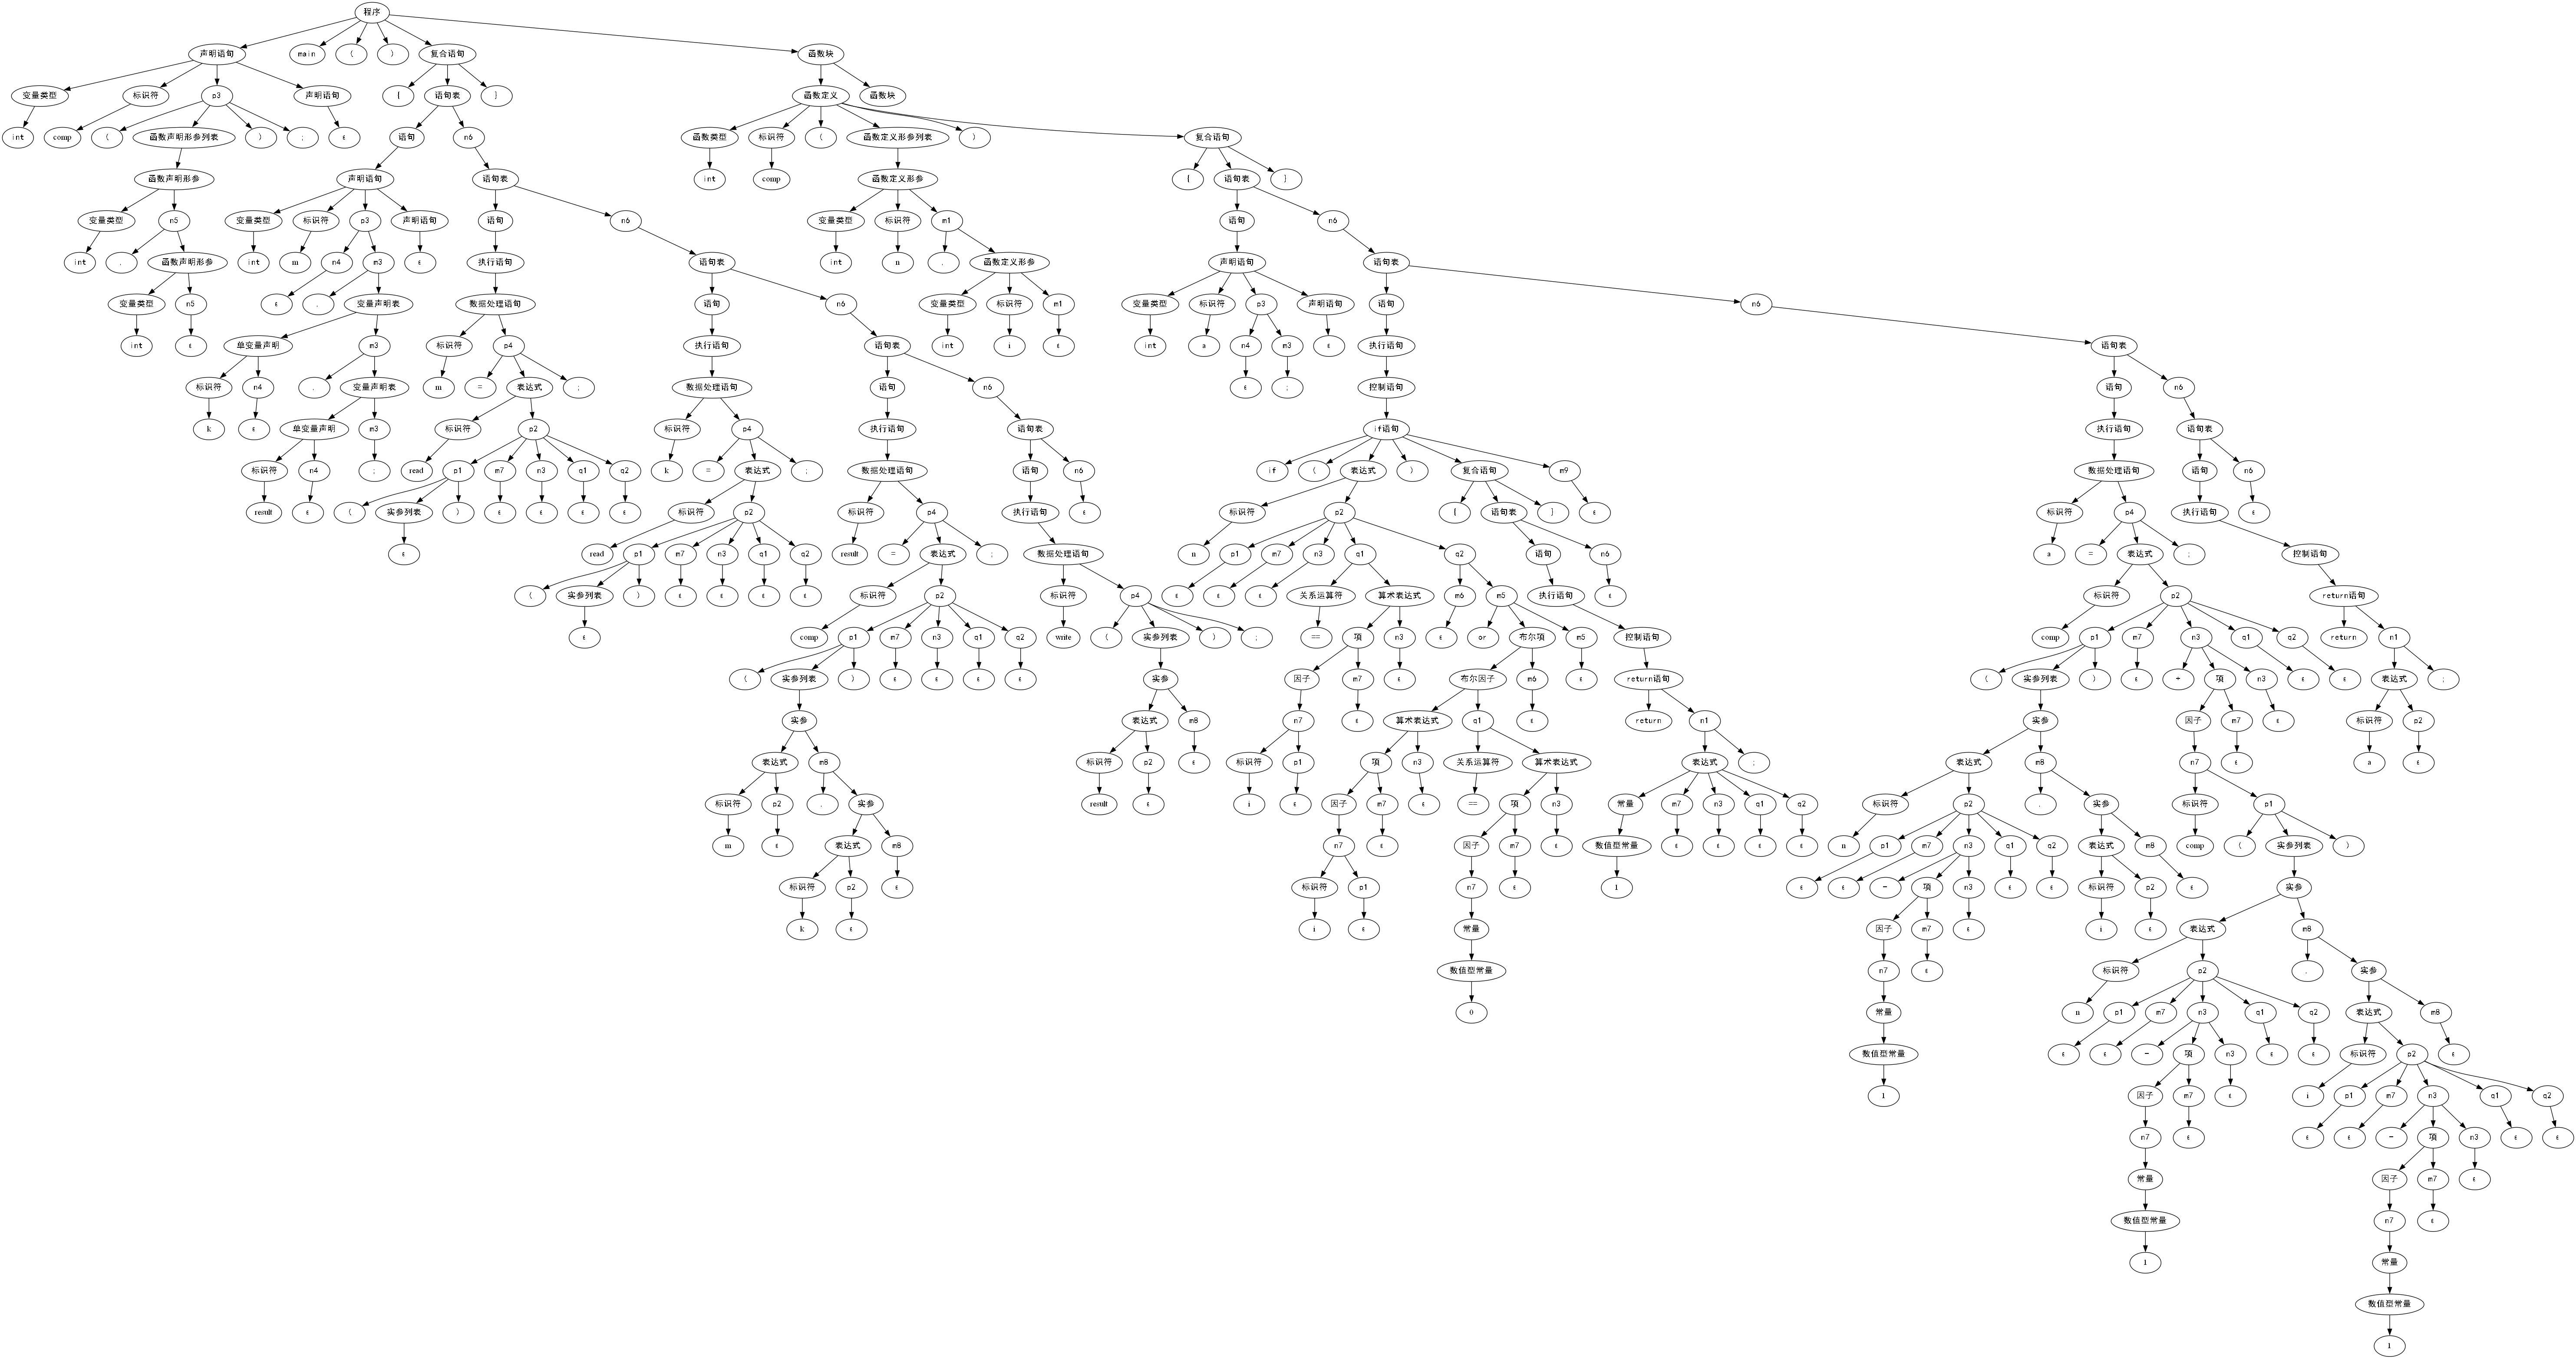 程序
声明语句 main ( ) 复合语句 函数块
变量类型 标识符 p3 声明语句 { 语句表 } 函数定义 函数块
int comp ( 函数声明形参列表 ) ; ε 语句 n6 函数类型 标识符 ( 函数定义形参列表 ) 复合语句
函数声明形参 声明语句 语句表 int comp 函数定义形参 { 语句表 }
变量类型 n5 变量类型 标识符 p3 声明语句 语句 n6 变量类型 标识符 m1 语句 n6
int , 函数声明形参 int m n4 m3 ε 执行语句 语句表 int n , 函数定义形参 声明语句 语句表
变量类型 n5 ε , 变量声明表 数据处理语句 语句 n6 变量类型 标识符 m1 变量类型 标识符 p3 声明语句 语句 n6
int ε 单变量声明 m3 标识符 p4 执行语句 语句表 int i ε int a n4 m3 ε 执行语句 语句表
标识符 n4 , 变量声明表 m = 表达式 ; 数据处理语句 语句 n6 ε ; 控制语句 语句 n6
k ε 单变量声明 m3 标识符 p2 标识符 p4 执行语句 语句表 if语句 执行语句 语句表
标识符 n4 ; read p1 m7 n3 q1 q2 k = 表达式 ; 数据处理语句 语句 n6 if ( 表达式 ) 复合语句 m9 数据处理语句 语句 n6
result ε ( 实参列表 ) ε ε ε ε 标识符 p2 标识符 p4 执行语句 ε 标识符 p2 { 语句表 } ε 标识符 p4 执行语句 ε
ε read p1 m7 n3 q1 q2 result = 表达式 ; 数据处理语句 n p1 m7 n3 q1 q2 语句 n6 a = 表达式 ; 控制语句
( 实参列表 ) ε ε ε ε 标识符 p2 标识符 p4 ε ε ε 关系运算符 算术表达式 m6 m5 执行语句 ε 标识符 p2 return语句
ε comp p1 m7 n3 q1 q2 write ( 实参列表 ) ; == 项 n3 ε or 布尔项 m5 控制语句 comp p1 m7 n3 q1 q2 return n1
( 实参列表 ) ε ε ε ε 实参 因子 m7 ε 布尔因子 m6 ε return语句 ( 实参列表 ) ε + 项 n3 ε ε 表达式 ;
实参 表达式 m8 n7 ε 算术表达式 q1 ε return n1 实参 因子 m7 ε 标识符 p2
表达式 m8 标识符 p2 ε 标识符 p1 项 n3 关系运算符 算术表达式 表达式 ; 表达式 m8 n7 ε a ε
标识符 p2 , 实参 result ε i ε 因子 m7 ε == 项 n3 常量 m7 n3 q1 q2 标识符 p2 , 实参 标识符 p1
m ε 表达式 m8 n7 ε 因子 m7 ε 数值型常量 ε ε ε ε n p1 m7 n3 q1 q2 表达式 m8 comp ( 实参列表 )
标识符 p2 ε 标识符 p1 n7 ε 1 ε ε - 项 n3 ε ε 标识符 p2 ε 实参
k ε i ε 常量 因子 m7 ε i ε 表达式 m8
数值型常量 n7 ε 标识符 p2 , 实参
0 常量 n p1 m7 n3 q1 q2 表达式 m8
数值型常量 ε ε - 项 n3 ε ε 标识符 p2 ε
1 因子 m7 ε i p1 m7 n3 q1 q2
n7 ε ε ε - 项 n3 ε ε
常量 因子 m7 ε
数值型常量 n7 ε
1 常量
数值型常量
1